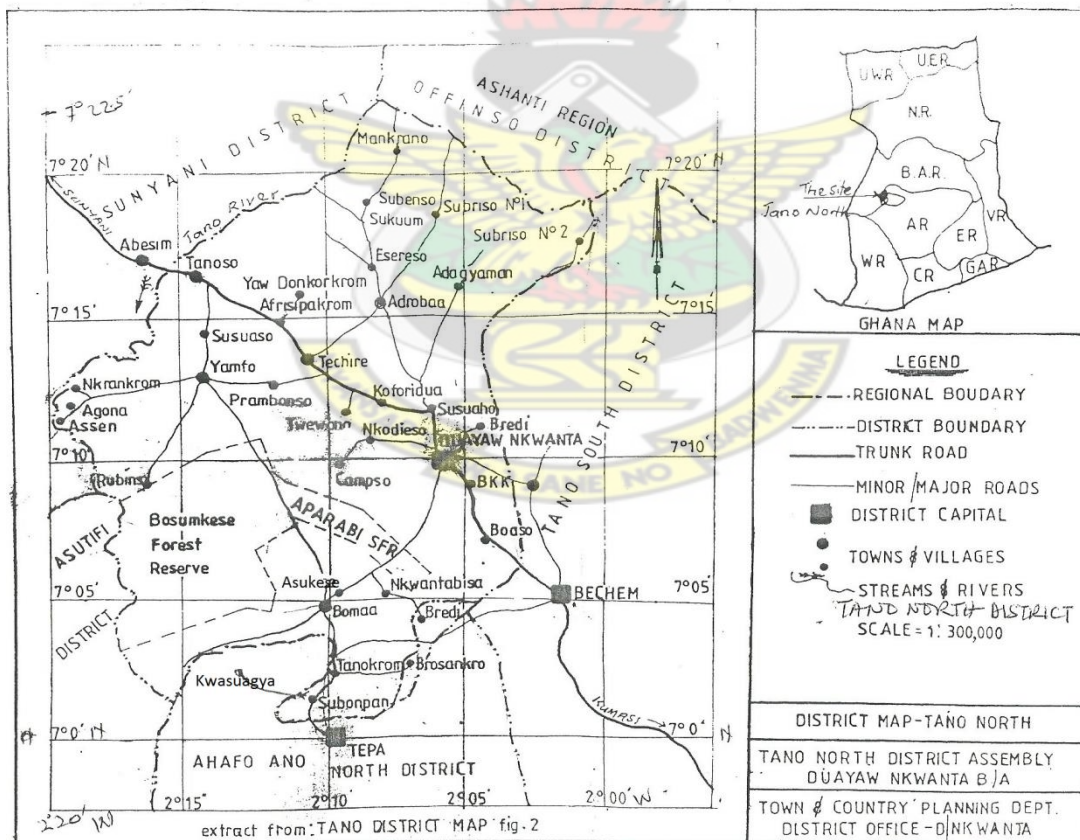 7°225'
7°20' N
SUNYANI
SUNYANI DISTRICT
Tano River
OFFINSO DISTRICT
ASHANTI REGION
Mankrano
7°20' N
Subenso
Sukuum
Subriso Nº1
Subriso Nº 2
Abesim
Tanoso
Esereso
Adagyaman
Yaw Donkorkrom
Afrisipakrom
Adrobaa
7°15'
7°15'
Susuaso
Techire
Yamfo
Nkrankrom
Prambonso
Koforidua
Susuaho
Agona
Assen
Twewano
Nkodieso
Bredi
DUAYAW NKWANTA
7°10'
7°10'
Campso
BKK
Rubinso
TANO SOUTH DISTRICT
APARABI SFR
Bosumkese
Forest
Reserve
Boaso
ASUTIFI
DISTRICT
Asukese
Nkwantabisa
7°05'
7°05'
BECHEM
Bomaa
Bredi
Tanokrom
Brosankro
Kwasuagya
Subonpan
KUMASI
7°0' N
7°0' N
TEPA
AHAFO ANO
NORTH DISTRICT
2°20' W
2°15'
2°10'
2°05'
2°00' W
extract from: TANO DISTRICT MAP fig. 2
U.W.R
U.E.R
N.R.
B.A.R.
The site
Tano North
AR
VR
ER
WR
CR
GAR
GHANA MAP
LEGEND
REGIONAL BOUDARY
DISTRICT BOUNDARY
TRUNK ROAD
MINOR/MAJOR ROADS
DISTRICT CAPITAL
TOWNS & VILLAGES
STREAMS & RIVERS
TANO NORTH DISTRICT
SCALE = 1: 300,000
DISTRICT MAP-TANO NORTH
TANO NORTH DISTRICT ASSEMBLY
DUAYAW NKWANTA B/A
TOWN & COUNTRY PLANNING DEPT.
DISTRICT OFFICE - D/NKWANTA